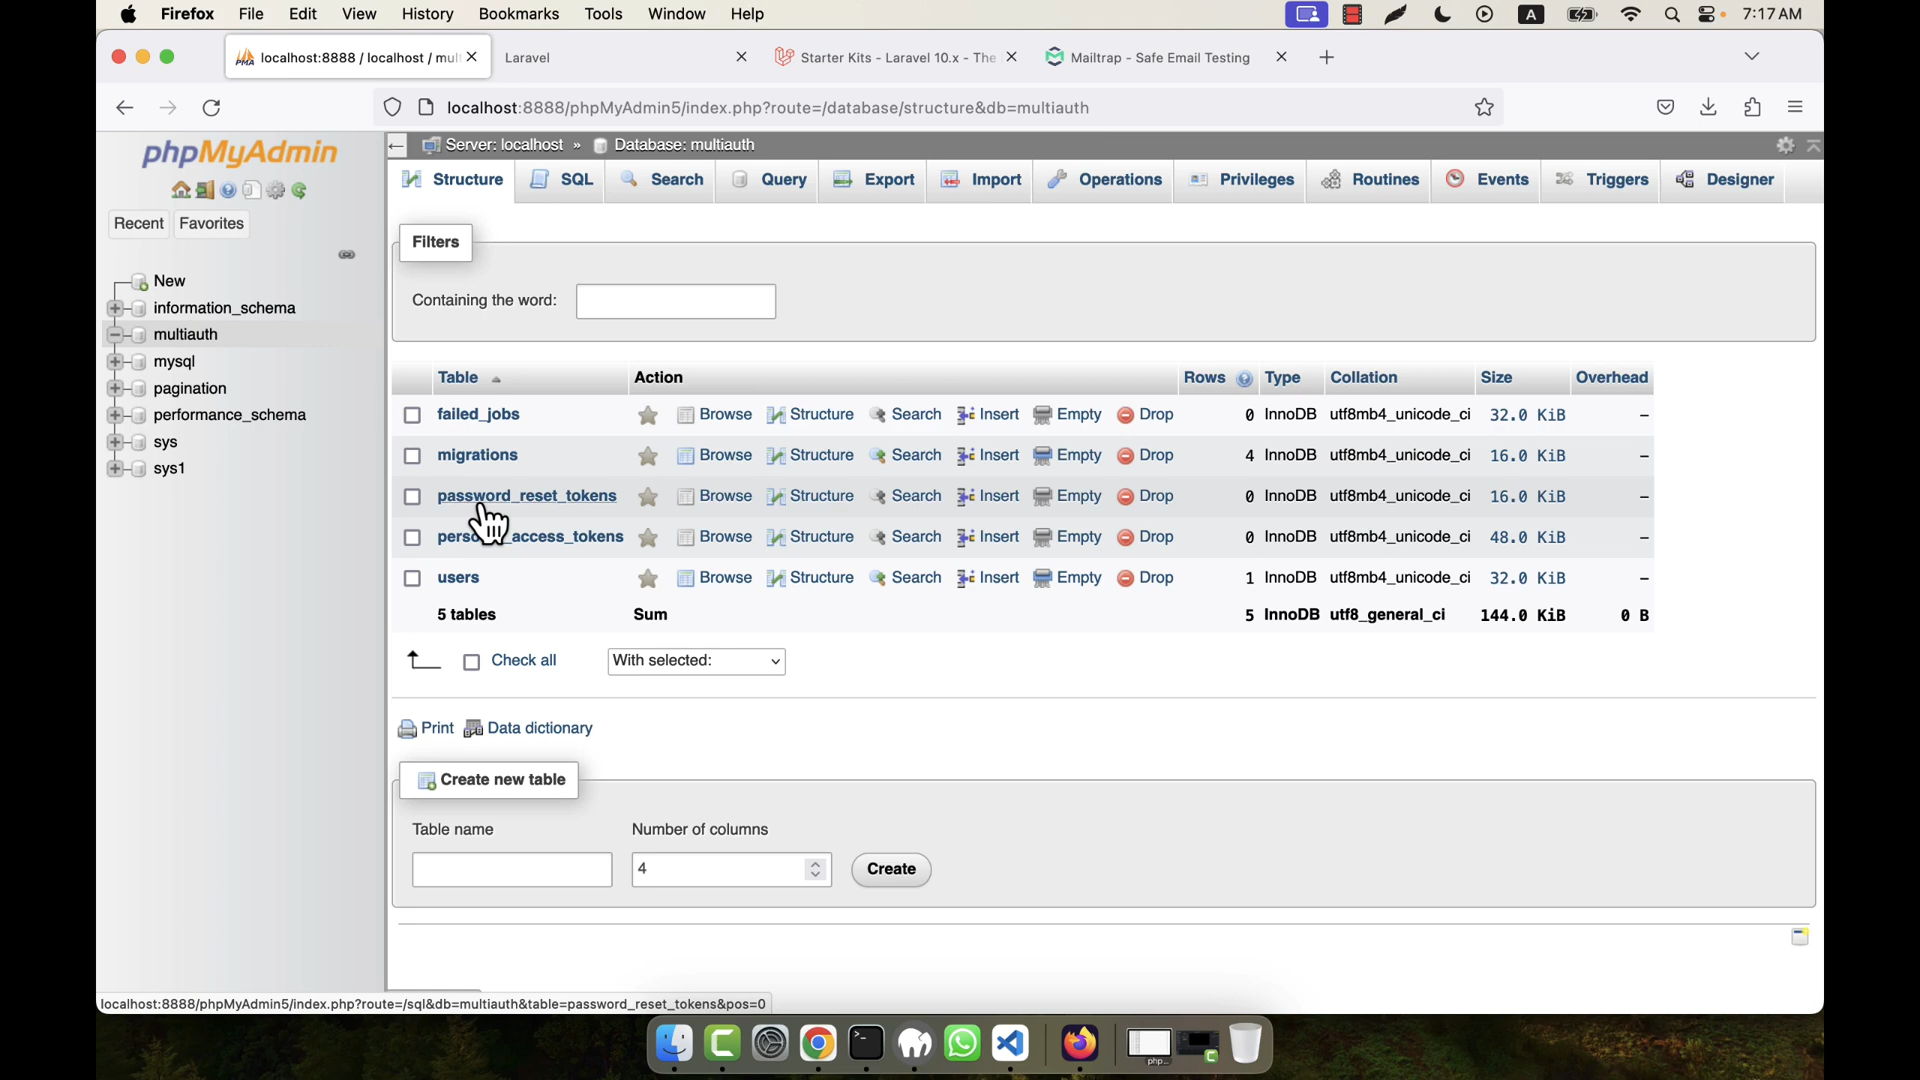 Firefox File Edit View History Bookmarks Tools Window Help A 7:17 AM
PMA localhost:8888 / localhost / mul Laravel Starter Kits - Laravel 10.x - The Mailtrap - Safe Email Testing
localhost:8888/phpMyAdmin5/index.php?route=/database/structure&db=multiauth
phpMyAdmin
Recent Favorites
New
information_schema
multiauth
mysql
pagination
performance_schema
sys
sys1
Server: localhost » Database: multiauth
Structure SQL Search Query Export Import Operations Privileges Routines Events Triggers Designer
Filters
Containing the word:
Table Action Rows Type Collation Size Overhead
failed_jobs Browse Structure Search Insert Empty Drop 0 InnoDB utf8mb4_unicode_ci 32.0 KiB –
migrations Browse Structure Search Insert Empty Drop 4 InnoDB utf8mb4_unicode_ci 16.0 KiB –
password_reset_tokens Browse Structure Search Insert Empty Drop 0 InnoDB utf8mb4_unicode_ci 16.0 KiB –
perso access_tokens Browse Structure Search Insert Empty Drop 0 InnoDB utf8mb4_unicode_ci 48.0 KiB –
users Browse Structure Search Insert Empty Drop 1 InnoDB utf8mb4_unicode_ci 32.0 KiB –
5 tables Sum 5 InnoDB utf8_general_ci 144.0 KiB 0 B
Check all With selected:
Print Data dictionary
Create new table
Table name Number of columns
4 Create
localhost:8888/phpMyAdmin5/index.php?route=/sql&db=multiauth&table=password_reset_tokens&pos=0
php...